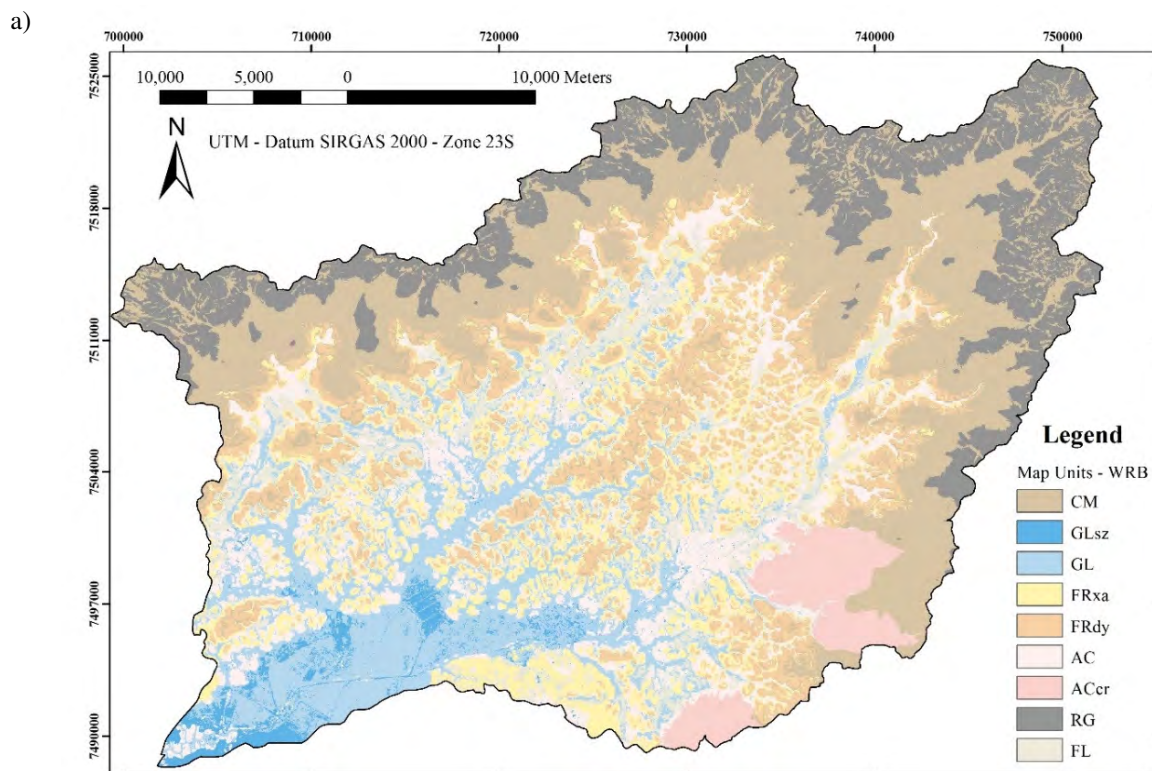 a)
700000 710000 720000 730000 740000 750000
10,000 5,000 0 10,000 Meters
N
UTM - Datum SIRGAS 2000 - Zone 23S
7525000
7518000
7511000
7504000
7497000
7490000
Legend
Map Units - WRB
CM
GLsz
GL
FRxa
FRdy
AC
ACcr
RG
FL